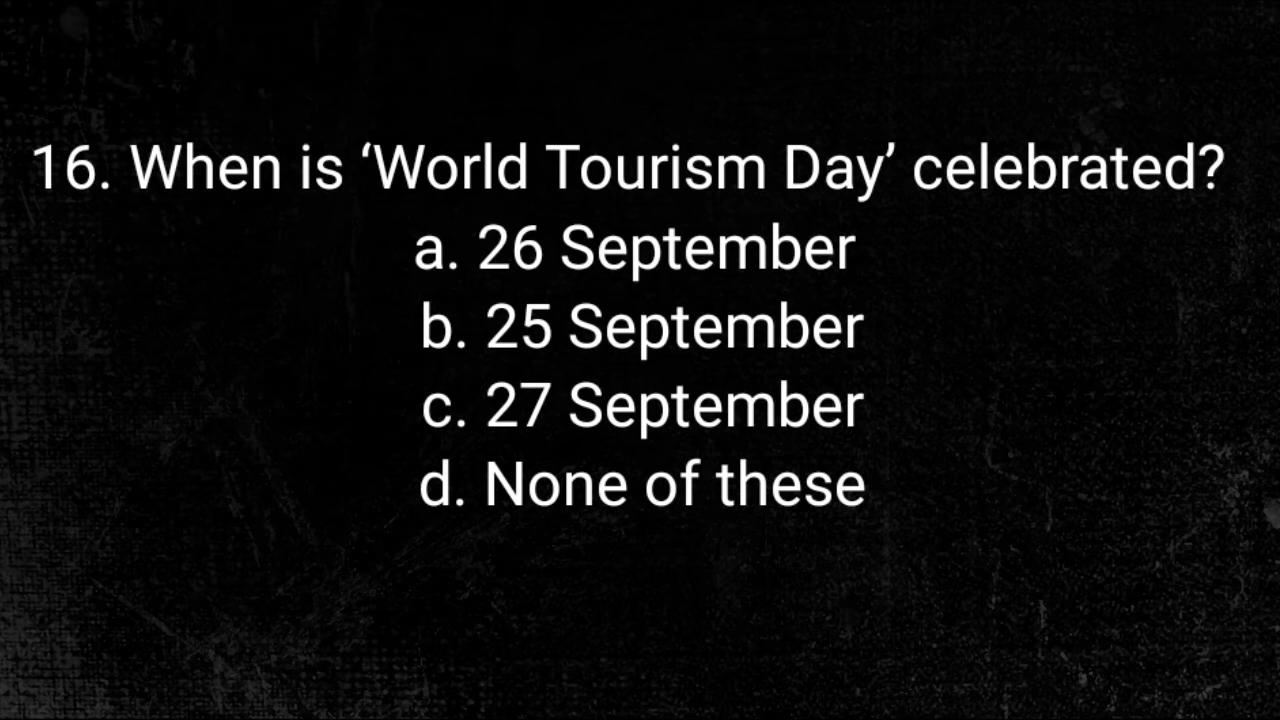 16. When is ‘World Tourism Day’ celebrated?
a. 26 September
b. 25 September
c. 27 September
d. None of these